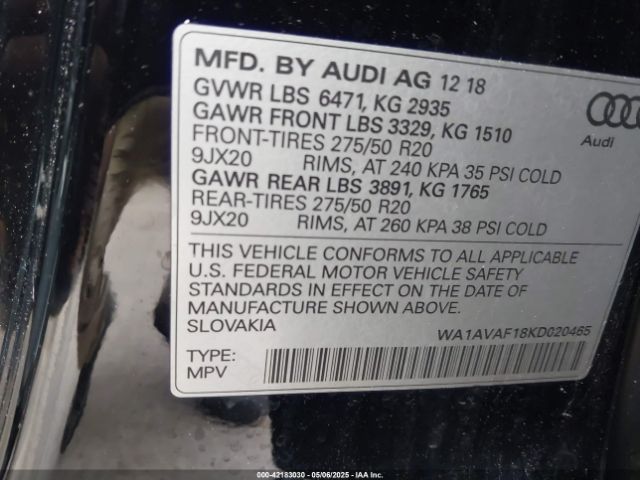 MFD. BY AUDI AG 12 18
GVWR LBS 6471, KG 2935
GAWR FRONT LBS 3329, KG 1510
FRONT-TIRES 275/50 R20
9JX20 RIMS, AT 240 KPA 35 PSI COLD
GAWR REAR LBS 3891, KG 1765
REAR-TIRES 275/50 R20
9JX20 RIMS, AT 260 KPA 38 PSI COLD
Audi
THIS VEHICLE CONFORMS TO ALL APPLICABLE
U.S. FEDERAL MOTOR VEHICLE SAFETY
STANDARDS IN EFFECT ON THE DATE OF
MANUFACTURE SHOWN ABOVE.
SLOVAKIA WA1AVAF18KD020465
TYPE:
MPV
000-42183030 - 05/06/2025 - IAA Inc.